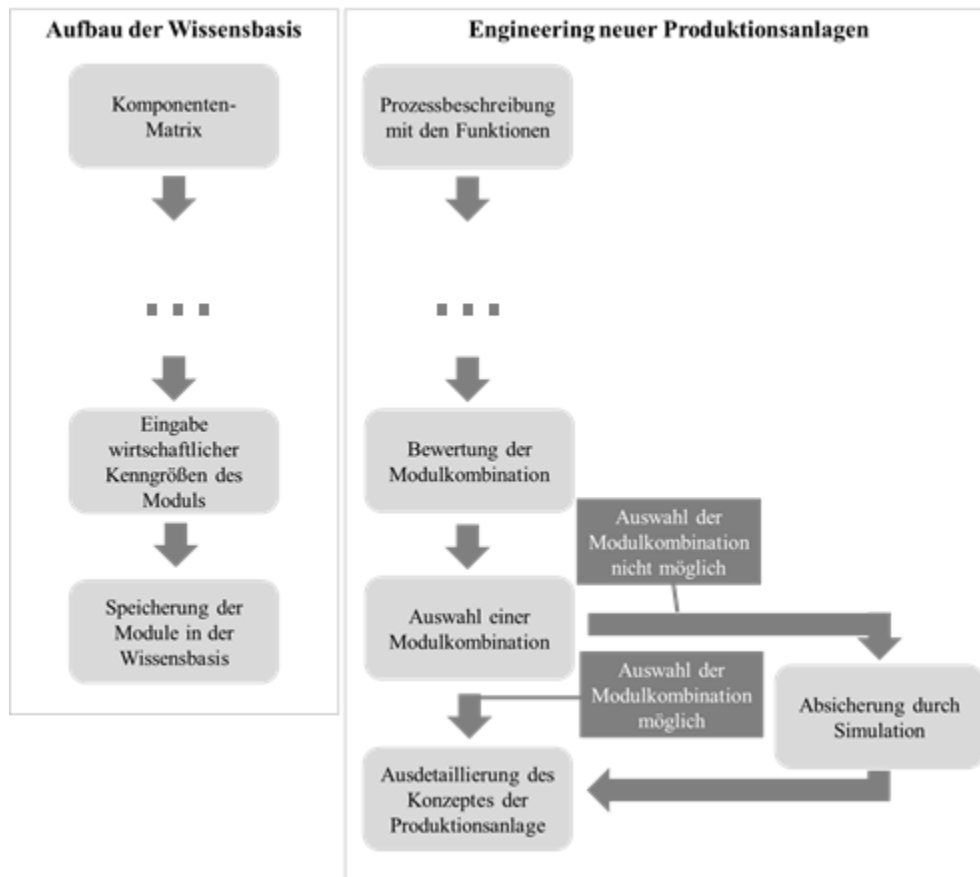 Aufbau der Wissensbasis
Komponenten-
Matrix
...
Eingabe
wirtschaftlicher
Kenngrößen des
Moduls
Speicherung der
Module in der
Wissensbasis
Engineering neuer Produktionsanlagen
Prozessbeschreibung
mit den Funktionen
...
Bewertung der
Modulkombination
Auswahl der
Modulkombination
nicht möglich
Auswahl einer
Modulkombination
Auswahl der
Modulkombination
möglich
Absicherung durch
Simulation
Ausdetaillierung des
Konzeptes der
Produktionsanlage